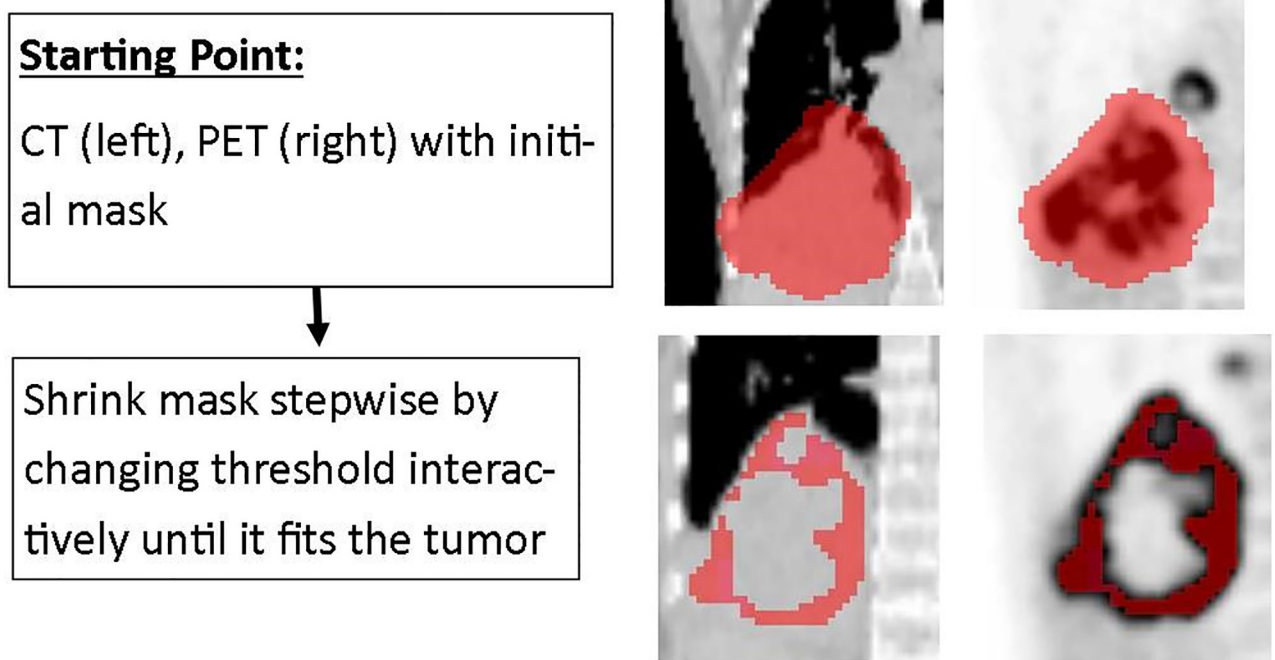 Starting Point:
CT (left), PET (right) with initi-
al mask
Shrink mask stepwise by
changing threshold interac-
tively until it fits the tumor